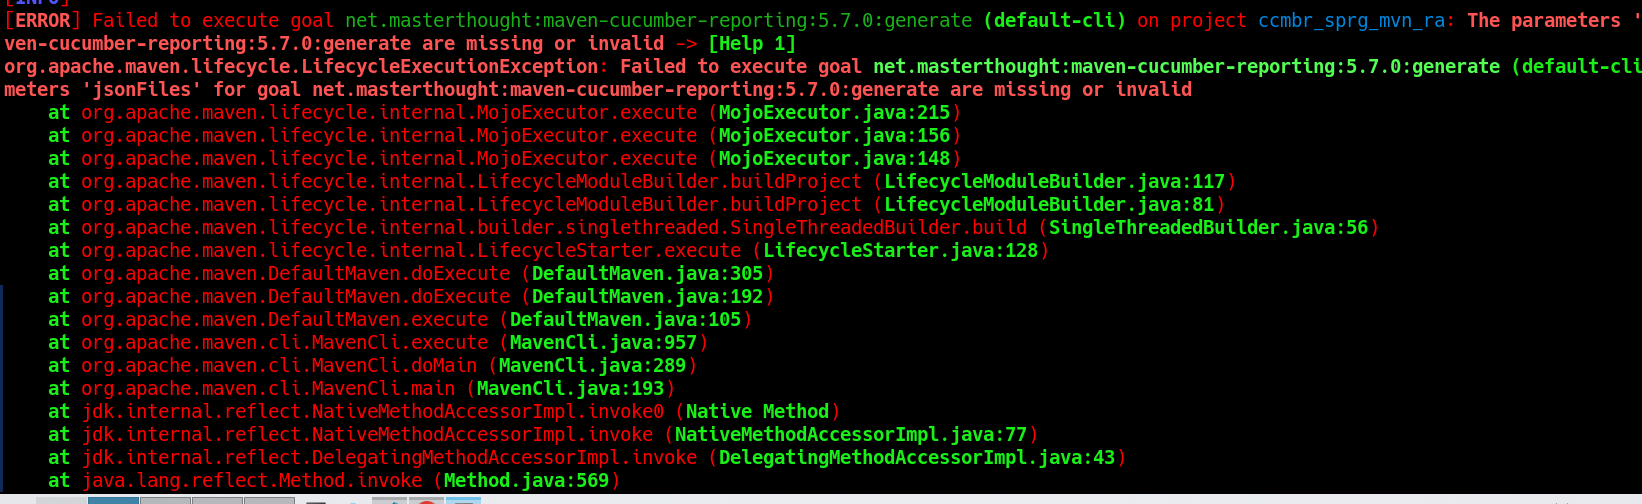 [INFO]
[ERROR] Failed to execute goal net.masterthought:maven-cucumber-reporting:5.7.0:generate (default-cli) on project ccmbr_sprg_mvn_ra: The parameters '
ven-cucumber-reporting:5.7.0:generate are missing or invalid -> [Help 1]
org.apache.maven.lifecycle.LifecycleExecutionException: Failed to execute goal net.masterthought:maven-cucumber-reporting:5.7.0:generate (default-cli
meters 'jsonFiles' for goal net.masterthought:maven-cucumber-reporting:5.7.0:generate are missing or invalid
    at org.apache.maven.lifecycle.internal.MojoExecutor.execute (MojoExecutor.java:215)
    at org.apache.maven.lifecycle.internal.MojoExecutor.execute (MojoExecutor.java:156)
    at org.apache.maven.lifecycle.internal.MojoExecutor.execute (MojoExecutor.java:148)
    at org.apache.maven.lifecycle.internal.LifecycleModuleBuilder.buildProject (LifecycleModuleBuilder.java:117)
    at org.apache.maven.lifecycle.internal.LifecycleModuleBuilder.buildProject (LifecycleModuleBuilder.java:81)
    at org.apache.maven.lifecycle.internal.builder.singlethreaded.SingleThreadedBuilder.build (SingleThreadedBuilder.java:56)
    at org.apache.maven.lifecycle.internal.LifecycleStarter.execute (LifecycleStarter.java:128)
    at org.apache.maven.DefaultMaven.doExecute (DefaultMaven.java:305)
    at org.apache.maven.DefaultMaven.doExecute (DefaultMaven.java:192)
    at org.apache.maven.DefaultMaven.execute (DefaultMaven.java:105)
    at org.apache.maven.cli.MavenCli.execute (MavenCli.java:957)
    at org.apache.maven.cli.MavenCli.doMain (MavenCli.java:289)
    at org.apache.maven.cli.MavenCli.main (MavenCli.java:193)
    at jdk.internal.reflect.NativeMethodAccessorImpl.invoke0 (Native Method)
    at jdk.internal.reflect.NativeMethodAccessorImpl.invoke (NativeMethodAccessorImpl.java:77)
    at jdk.internal.reflect.DelegatingMethodAccessorImpl.invoke (DelegatingMethodAccessorImpl.java:43)
    at java.lang.reflect.Method.invoke (Method.java:569)